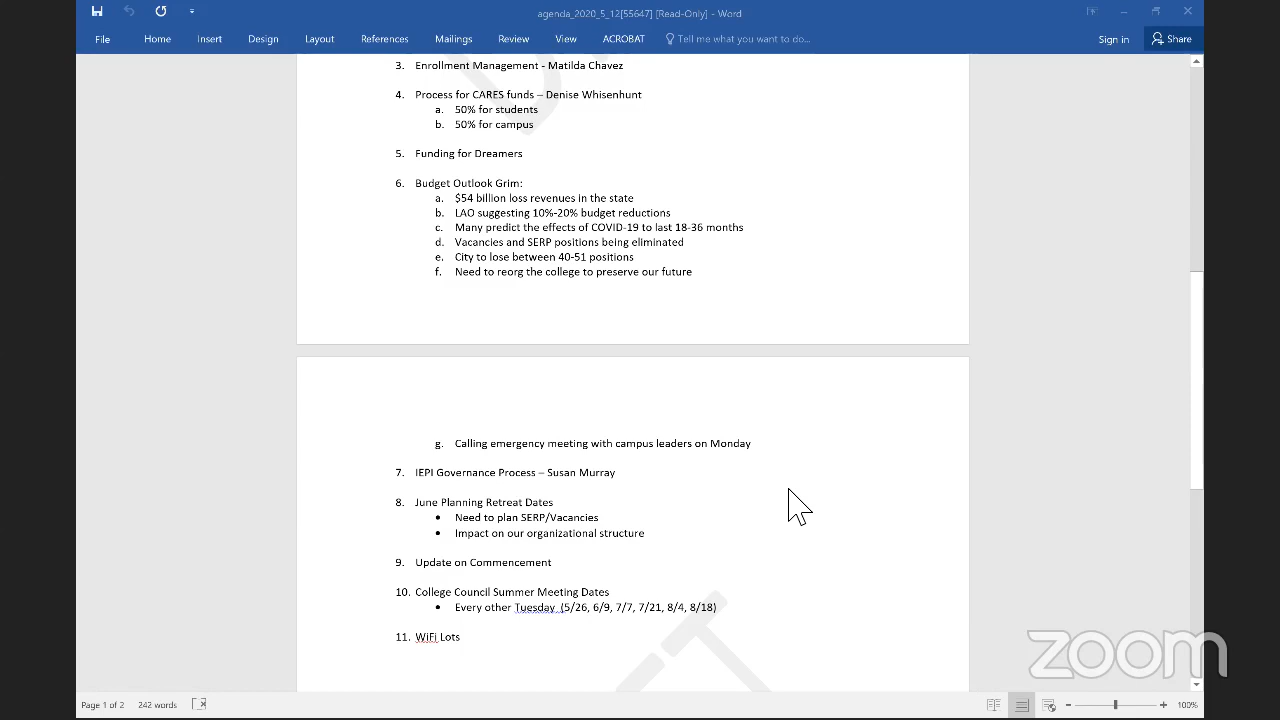 agenda_2020_5_12[55647] [Read-Only] - Word
File Home Insert Design Layout References Mailings Review View ACROBAT Tell me what you want to do... Sign in Share
3. Enrollment Management - Matilda Chavez
4. Process for CARES funds – Denise Whisenhunt
a. 50% for students
b. 50% for campus
5. Funding for Dreamers
6. Budget Outlook Grim:
a. $54 billion loss revenues in the state
b. LAO suggesting 10%-20% budget reductions
c. Many predict the effects of COVID-19 to last 18-36 months
d. Vacancies and SERP positions being eliminated
e. City to lose between 40-51 positions
f. Need to reorg the college to preserve our future
g. Calling emergency meeting with campus leaders on Monday
7. IEPI Governance Process – Susan Murray
8. June Planning Retreat Dates
• Need to plan SERP/Vacancies
• Impact on our organizational structure
9. Update on Commencement
10. College Council Summer Meeting Dates
• Every other Tuesday (5/26, 6/9, 7/7, 7/21, 8/4, 8/18)
11. WiFi Lots
zoom
Page 1 of 2 242 words 100%